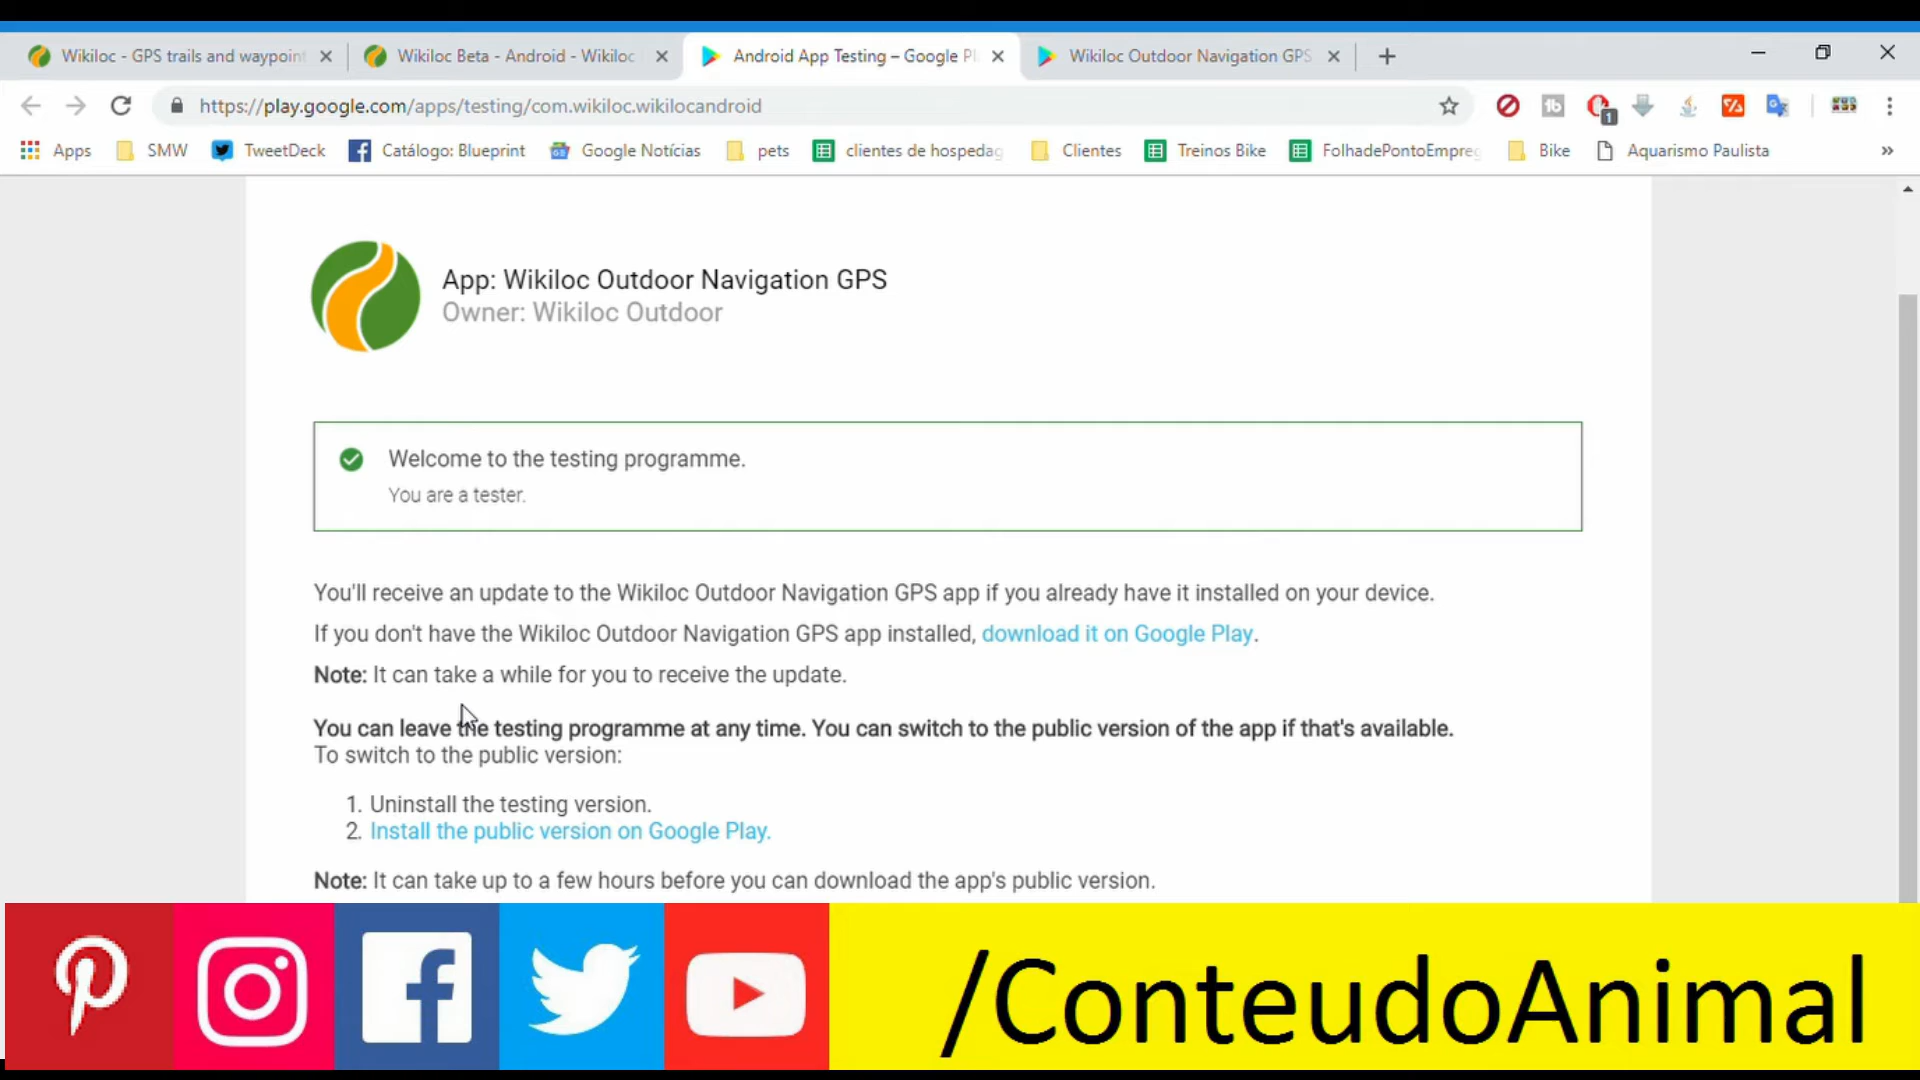 Wikiloc - GPS trails and waypoint
Wikiloc Beta - Android - Wikiloc
Android App Testing – Google Pl
Wikiloc Outdoor Navigation GPS
https://play.google.com/apps/testing/com.wikiloc.wikilocandroid
1
Apps
SMW
TweetDeck
Catálogo: Blueprint
Google Notícias
pets
clientes de hospedag
Clientes
Treinos Bike
FolhadePontoEmpreg
Bike
Aquarismo Paulista
»
App: Wikiloc Outdoor Navigation GPS
Owner: Wikiloc Outdoor
Welcome to the testing programme.
You are a tester.
You'll receive an update to the Wikiloc Outdoor Navigation GPS app if you already have it installed on your device.
If you don't have the Wikiloc Outdoor Navigation GPS app installed, download it on Google Play.
Note: It can take a while for you to receive the update.
You can leave the testing programme at any time. You can switch to the public version of the app if that's available.
To switch to the public version:
1. Uninstall the testing version.
2. Install the public version on Google Play.
Note: It can take up to a few hours before you can download the app's public version.
/ConteudoAnimal